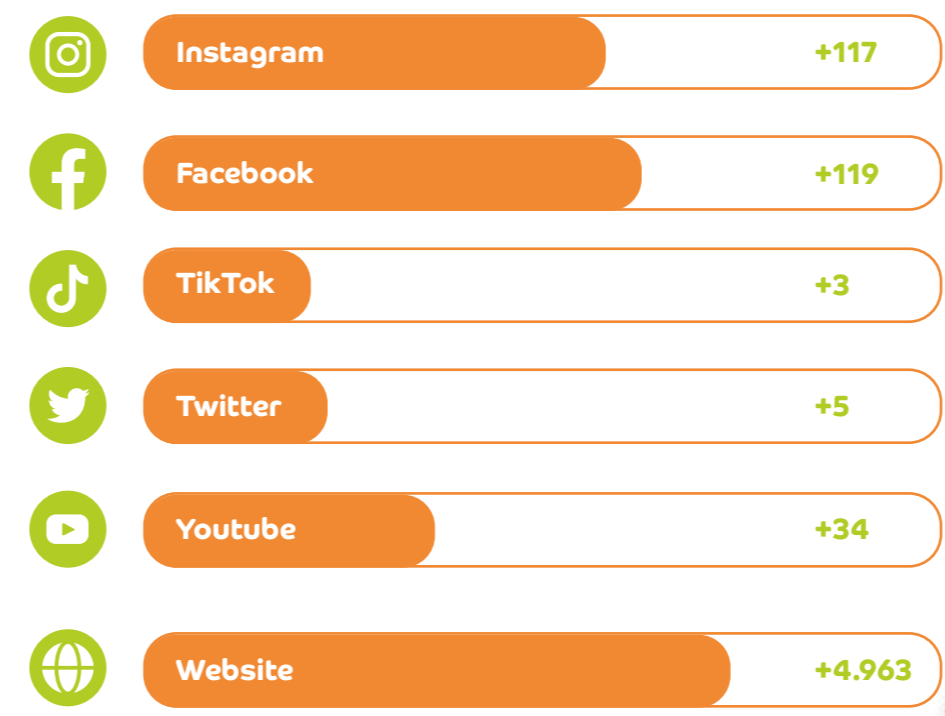 Instagram +117
Facebook +119
TikTok +3
Twitter +5
Youtube +34
Website +4.963